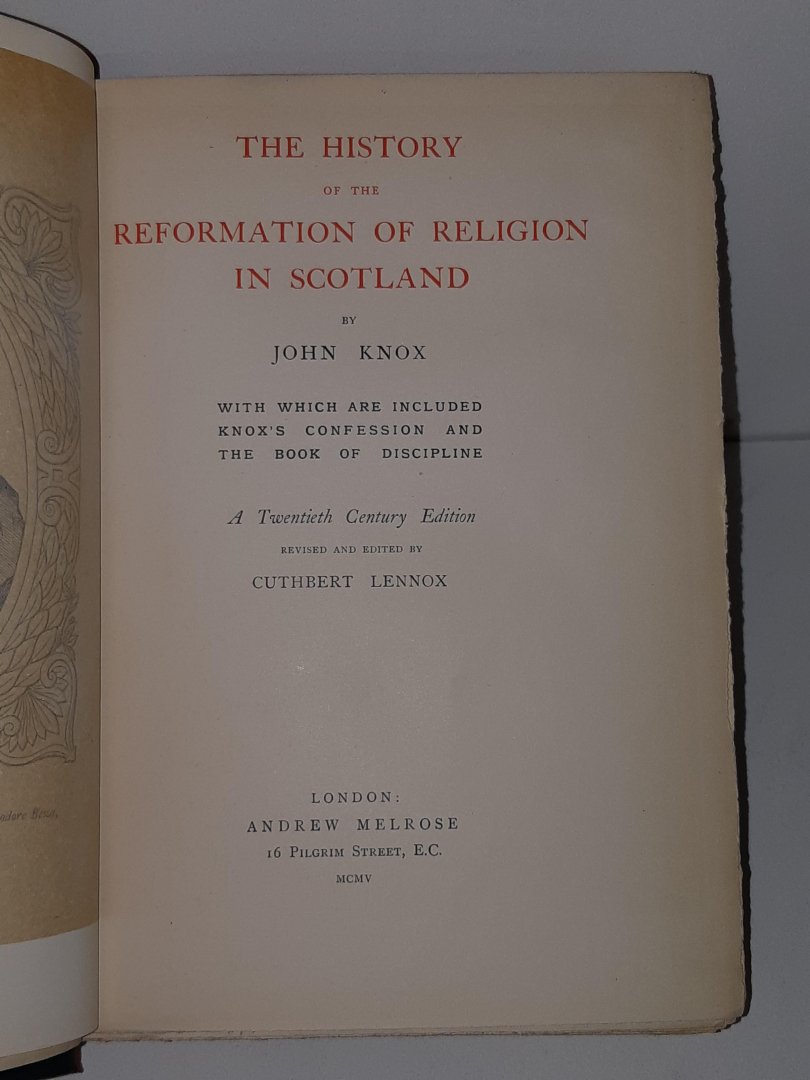 THE HISTORY
OF THE
REFORMATION OF RELIGION
IN SCOTLAND
BY
JOHN KNOX
WITH WHICH ARE INCLUDED
KNOX'S CONFESSION AND
THE BOOK OF DISCIPLINE
A Twentieth Century Edition
REVISED AND EDITED BY
CUTHBERT LENNOX
LONDON:
ANDREW MELROSE
16 PILGRIM STREET, E.C.
MCMV